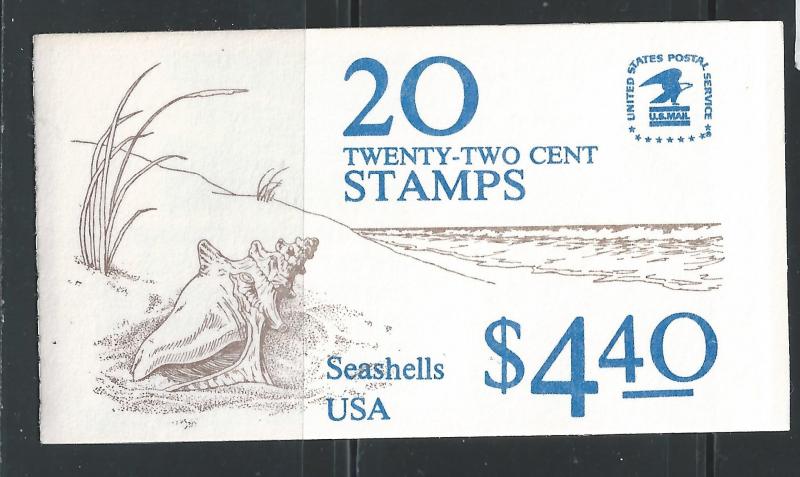 20
TWENTY-TWO CENT
STAMPS
UNITED STATES POSTAL SERVICE
U.S.MAIL
Seashells
USA
$4.40